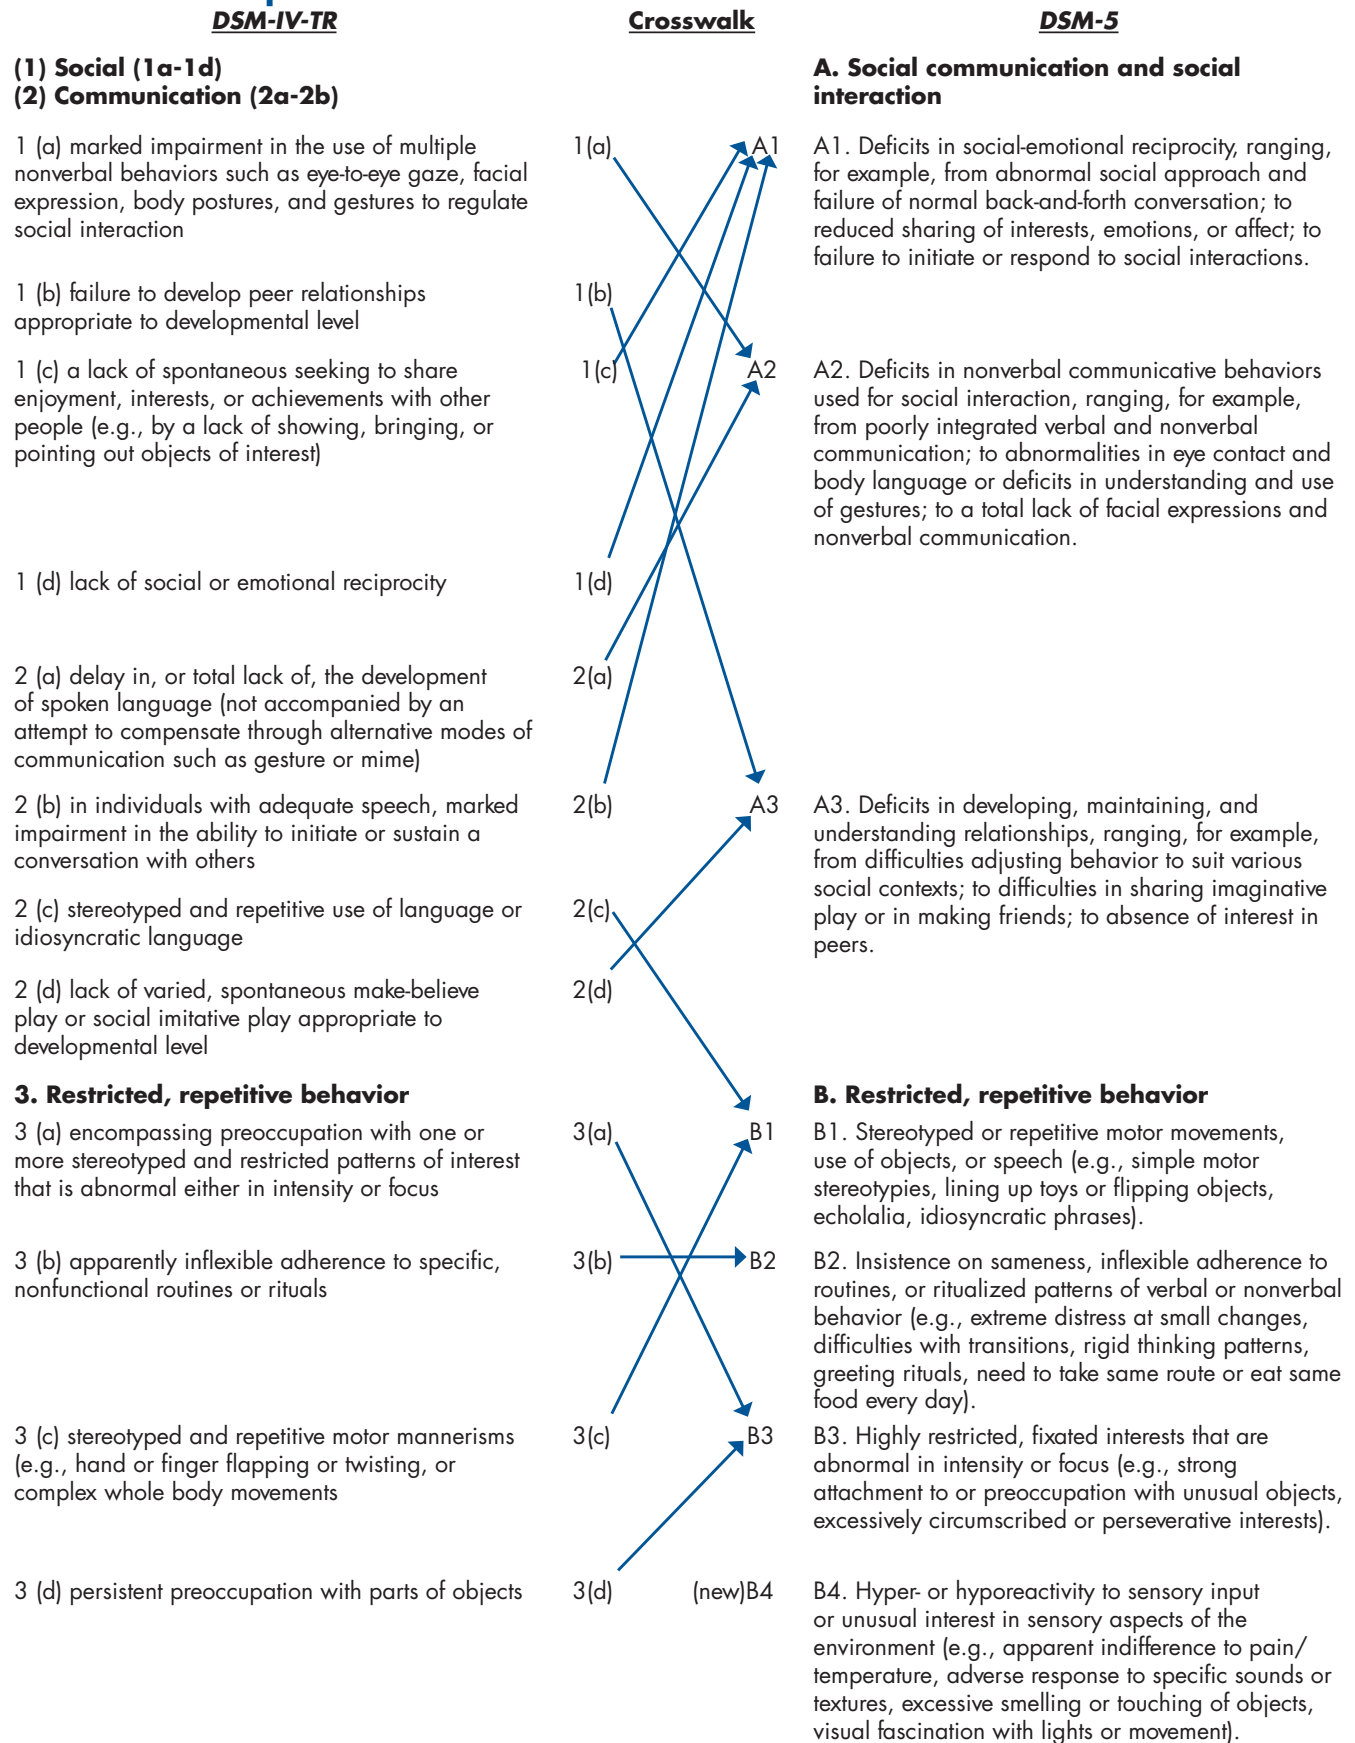 DSM-IV-TR
Crosswalk
DSM-5
(1) Social (1a-1d)
(2) Communication (2a-2b)
A. Social communication and social
interaction
1 (a) marked impairment in the use of multiple
nonverbal behaviors such as eye-to-eye gaze, facial
expression, body postures, and gestures to regulate
social interaction
1(a)
A1
A1. Deficits in social-emotional reciprocity, ranging,
for example, from abnormal social approach and
failure of normal back-and-forth conversation; to
reduced sharing of interests, emotions, or affect; to
failure to initiate or respond to social interactions.
1 (b) failure to develop peer relationships
appropriate to developmental level
1(b)
1 (c) a lack of spontaneous seeking to share
enjoyment, interests, or achievements with other
people (e.g., by a lack of showing, bringing, or
pointing out objects of interest)
1(c)
A2
A2. Deficits in nonverbal communicative behaviors
used for social interaction, ranging, for example,
from poorly integrated verbal and nonverbal
communication; to abnormalities in eye contact and
body language or deficits in understanding and use
of gestures; to a total lack of facial expressions and
nonverbal communication.
1 (d) lack of social or emotional reciprocity
1(d)
2 (a) delay in, or total lack of, the development
of spoken language (not accompanied by an
attempt to compensate through alternative modes of
communication such as gesture or mime)
2(a)
2 (b) in individuals with adequate speech, marked
impairment in the ability to initiate or sustain a
conversation with others
2(b)
A3
A3. Deficits in developing, maintaining, and
understanding relationships, ranging, for example,
from difficulties adjusting behavior to suit various
social contexts; to difficulties in sharing imaginative
play or in making friends; to absence of interest in
peers.
2 (c) stereotyped and repetitive use of language or
idiosyncratic language
2(c)
2 (d) lack of varied, spontaneous make-believe
play or social imitative play appropriate to
developmental level
2(d)
3. Restricted, repetitive behavior
B. Restricted, repetitive behavior
3 (a) encompassing preoccupation with one or
more stereotyped and restricted patterns of interest
that is abnormal either in intensity or focus
3(a)
B1
B1. Stereotyped or repetitive motor movements,
use of objects, or speech (e.g., simple motor
stereotypies, lining up toys or flipping objects,
echolalia, idiosyncratic phrases).
3 (b) apparently inflexible adherence to specific,
nonfunctional routines or rituals
3(b)
B2
B2. Insistence on sameness, inflexible adherence to
routines, or ritualized patterns of verbal or nonverbal
behavior (e.g., extreme distress at small changes,
difficulties with transitions, rigid thinking patterns,
greeting rituals, need to take same route or eat same
food every day).
3 (c) stereotyped and repetitive motor mannerisms
(e.g., hand or finger flapping or twisting, or
complex whole body movements
3(c)
B3
B3. Highly restricted, fixated interests that are
abnormal in intensity or focus (e.g., strong
attachment to or preoccupation with unusual objects,
excessively circumscribed or perseverative interests).
3 (d) persistent preoccupation with parts of objects
3(d)
(new)B4
B4. Hyper- or hyporeactivity to sensory input
or unusual interest in sensory aspects of the
environment (e.g., apparent indifference to pain/
temperature, adverse response to specific sounds or
textures, excessive smelling or touching of objects,
visual fascination with lights or movement).